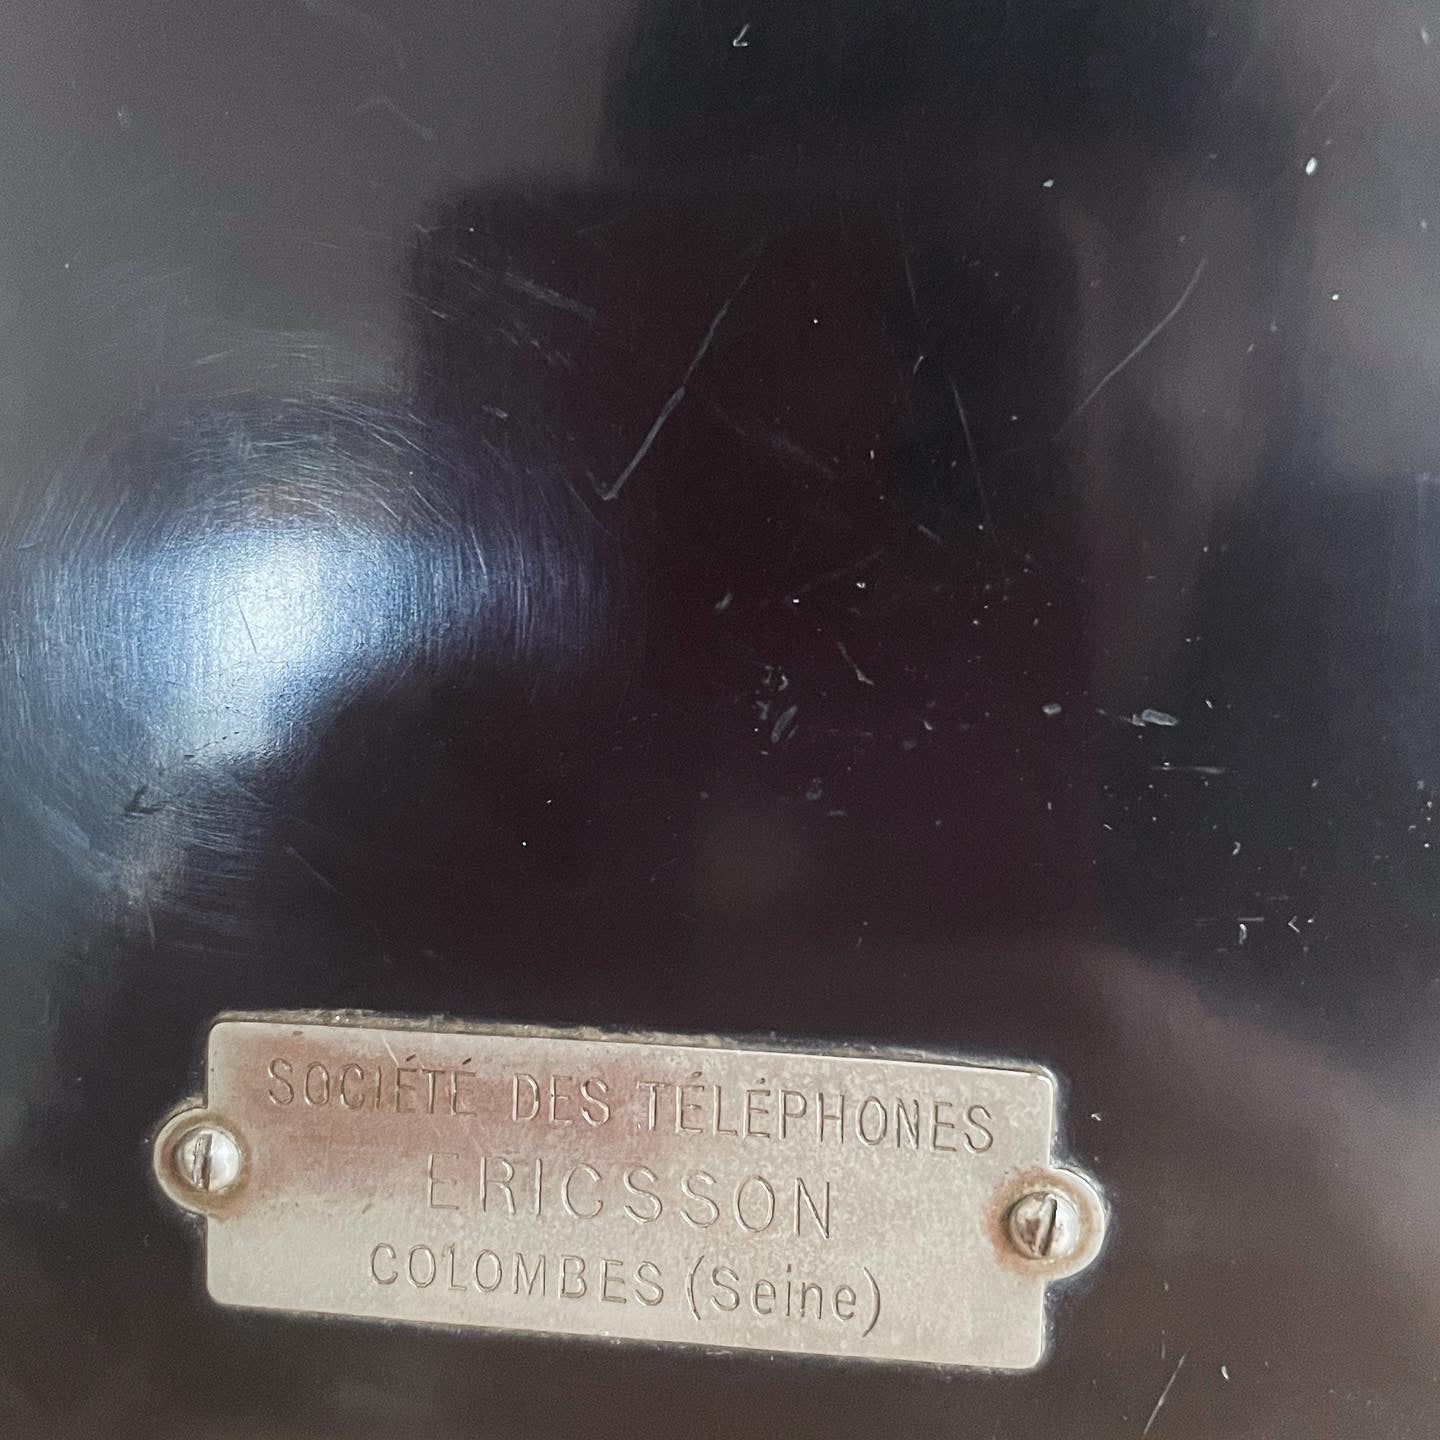 SOCIÉTÉ DES TÉLÉPHONES
ERICSSON
COLOMBES (Seine)